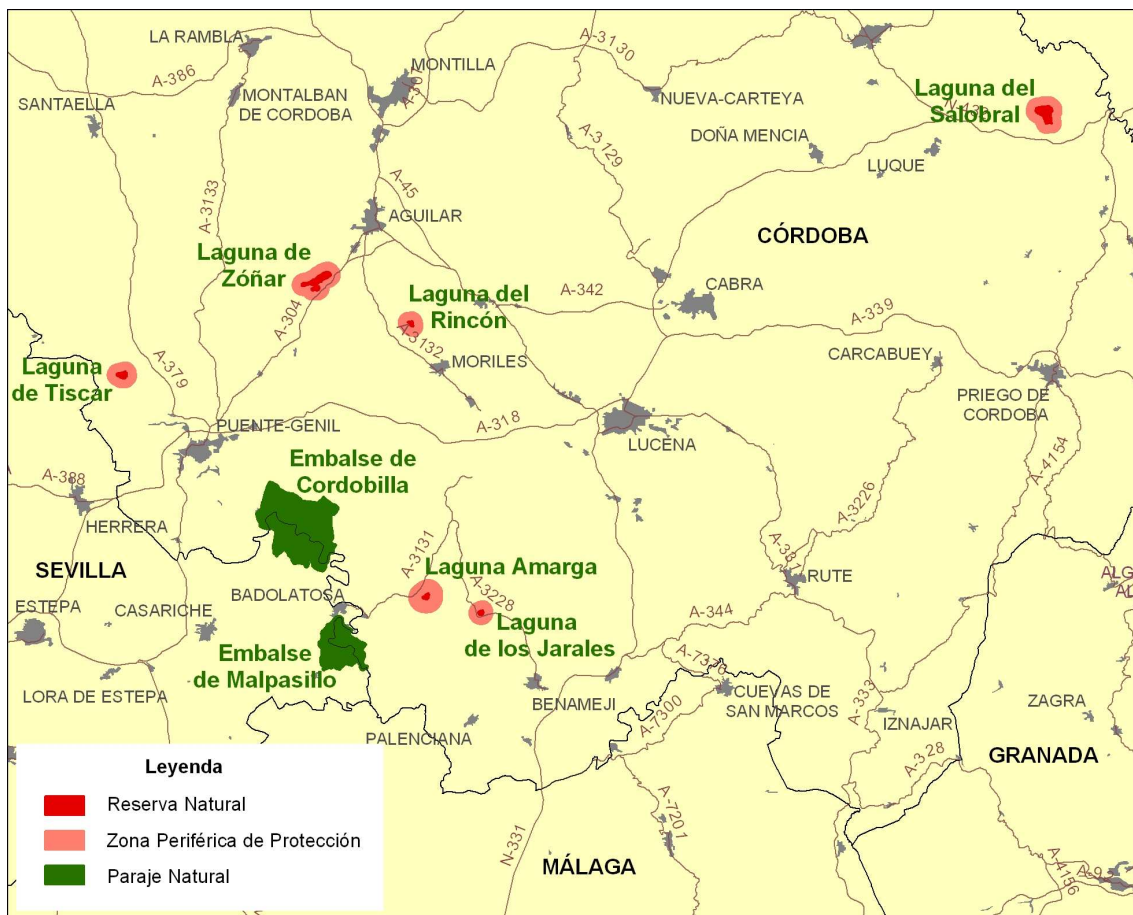 LA RAMBLA
A-386
MONTILLA
A-3130
SANTAELLA
MONTALBAN
DE CORDOBA
NUEVA-CARTEYA
Laguna del
Salobral
A-3129
DOÑA MENCIA
LUQUE
A-3133
A-45
AGUILAR
CÓRDOBA
Laguna de
Zóñar
A-304
Laguna del
Rincón
A-342
CABRA
A-339
A-3132
MORILES
CARCABUEY
Laguna
de Tiscar
A-379
PRIEGO DE
CORDOBA
PUENTE-GENIL
A-318
LUCENA
A-4154
A-388
Embalse de
Cordobilla
A-3226
HERRERA
SEVILLA
A-3131
Laguna Amarga
A-331
RUTE
ESTEPA
CASARICHE
BADOLATOSA
A-3228
Laguna
de los Jarales
A-344
Embalse
de Malpasillo
LORA DE ESTEPA
BENAMEJI
A-7300
CUEVAS DE
SAN MARCOS
A-333
IZNAJAR
ZAGRA
PALENCIANA
GRANADA
A-328
Leyenda
Reserva Natural
Zona Periférica de Protección
Paraje Natural
N-331
MÁLAGA
A-7201
A-4156
A-92